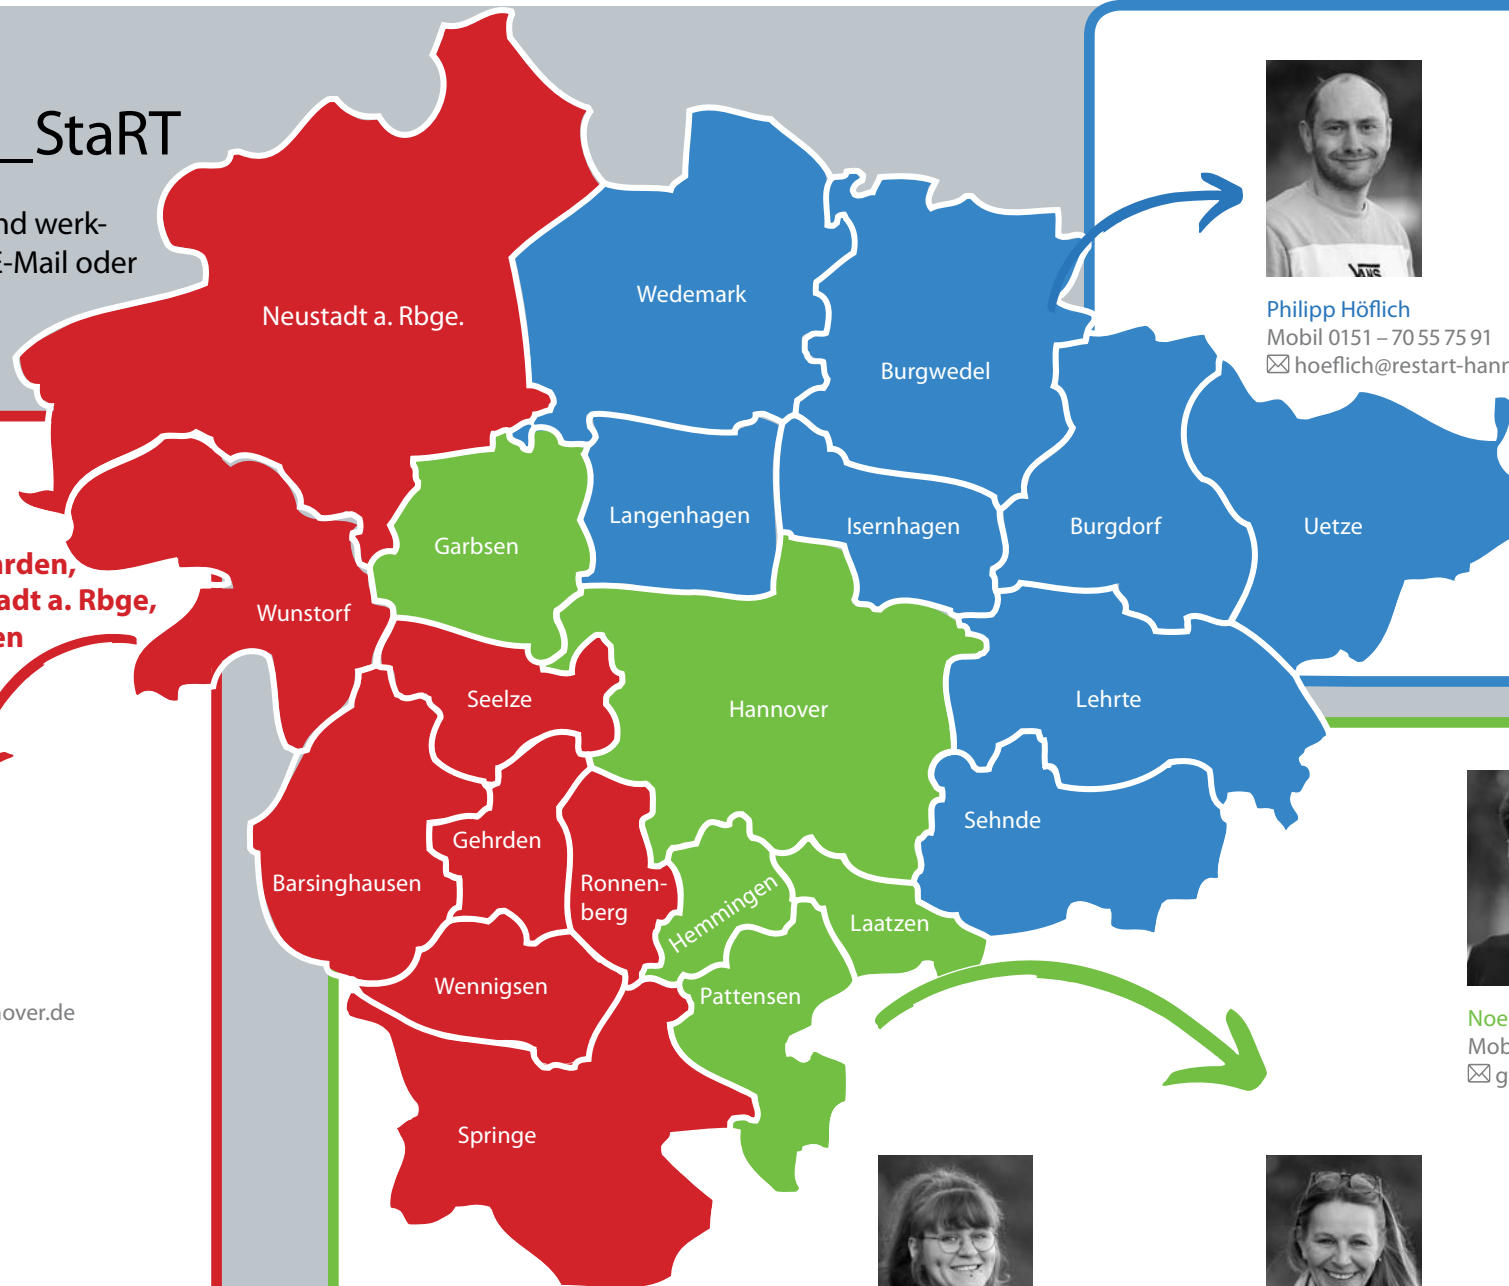 _StaRT
nd werk-
E-Mail oder
Neustadt a. Rbge.
Wedemark
Burgwedel
Philipp Höflich
Mobil 0151 – 70 55 75 91
hoeflich@restart-hann
Garbsen
Langenhagen
Isernhagen
Burgdorf
Uetze
rden,
adt a. Rbge,
en
Wunstorf
Seelze
Hannover
Lehrte
Sehnde
Gehrden
Barsinghausen
Ronnen-
berg
Hemmingen
Laatzen
Wennigsen
Pattensen
Springe
over.de
Noe
Mob
g